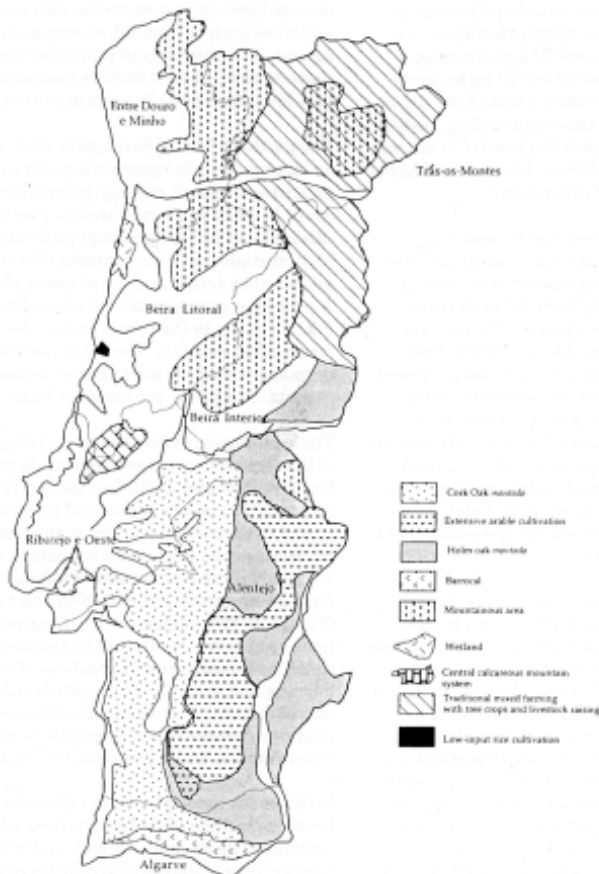 Entre Douro
e Minho
Trás-os-Montes
Beira Litoral
Beira Interio
Ribatejo e Oeste
Alentejo
Algarve
Cork Oak montado
Extensive arable cultivation
Holm oak montado
Barrocal
Mountainous area
Wetland
Central calcareous mountain
system
Traditional mixed farming
with tree crops and livestock raising
Low-input rice cultivation